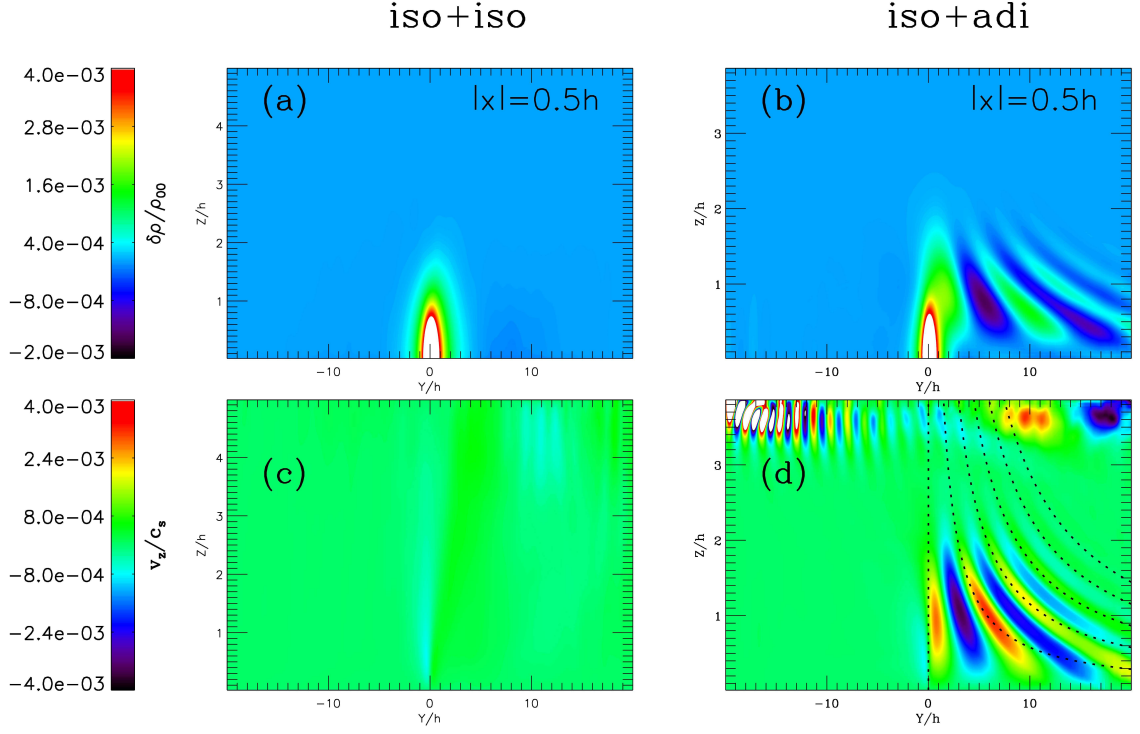 iso+iso
iso+adi
4.0e-03
2.8e-03
1.6e-03
4.0e-04
-8.0e-04
-2.0e-03
δρ/ρ00
(a)
|x|=0.5h
4
3
2
1
Z/h
-10
0
10
Y/h
(b)
|x|=0.5h
3
2
1
Z/h
-10
0
10
Y/h
4.0e-03
2.4e-03
8.0e-04
-8.0e-04
-2.4e-03
-4.0e-03
vz/cs
(c)
4
3
2
1
Z/h
-10
0
10
Y/h
(d)
3
2
1
Z/h
-10
0
10
Y/h